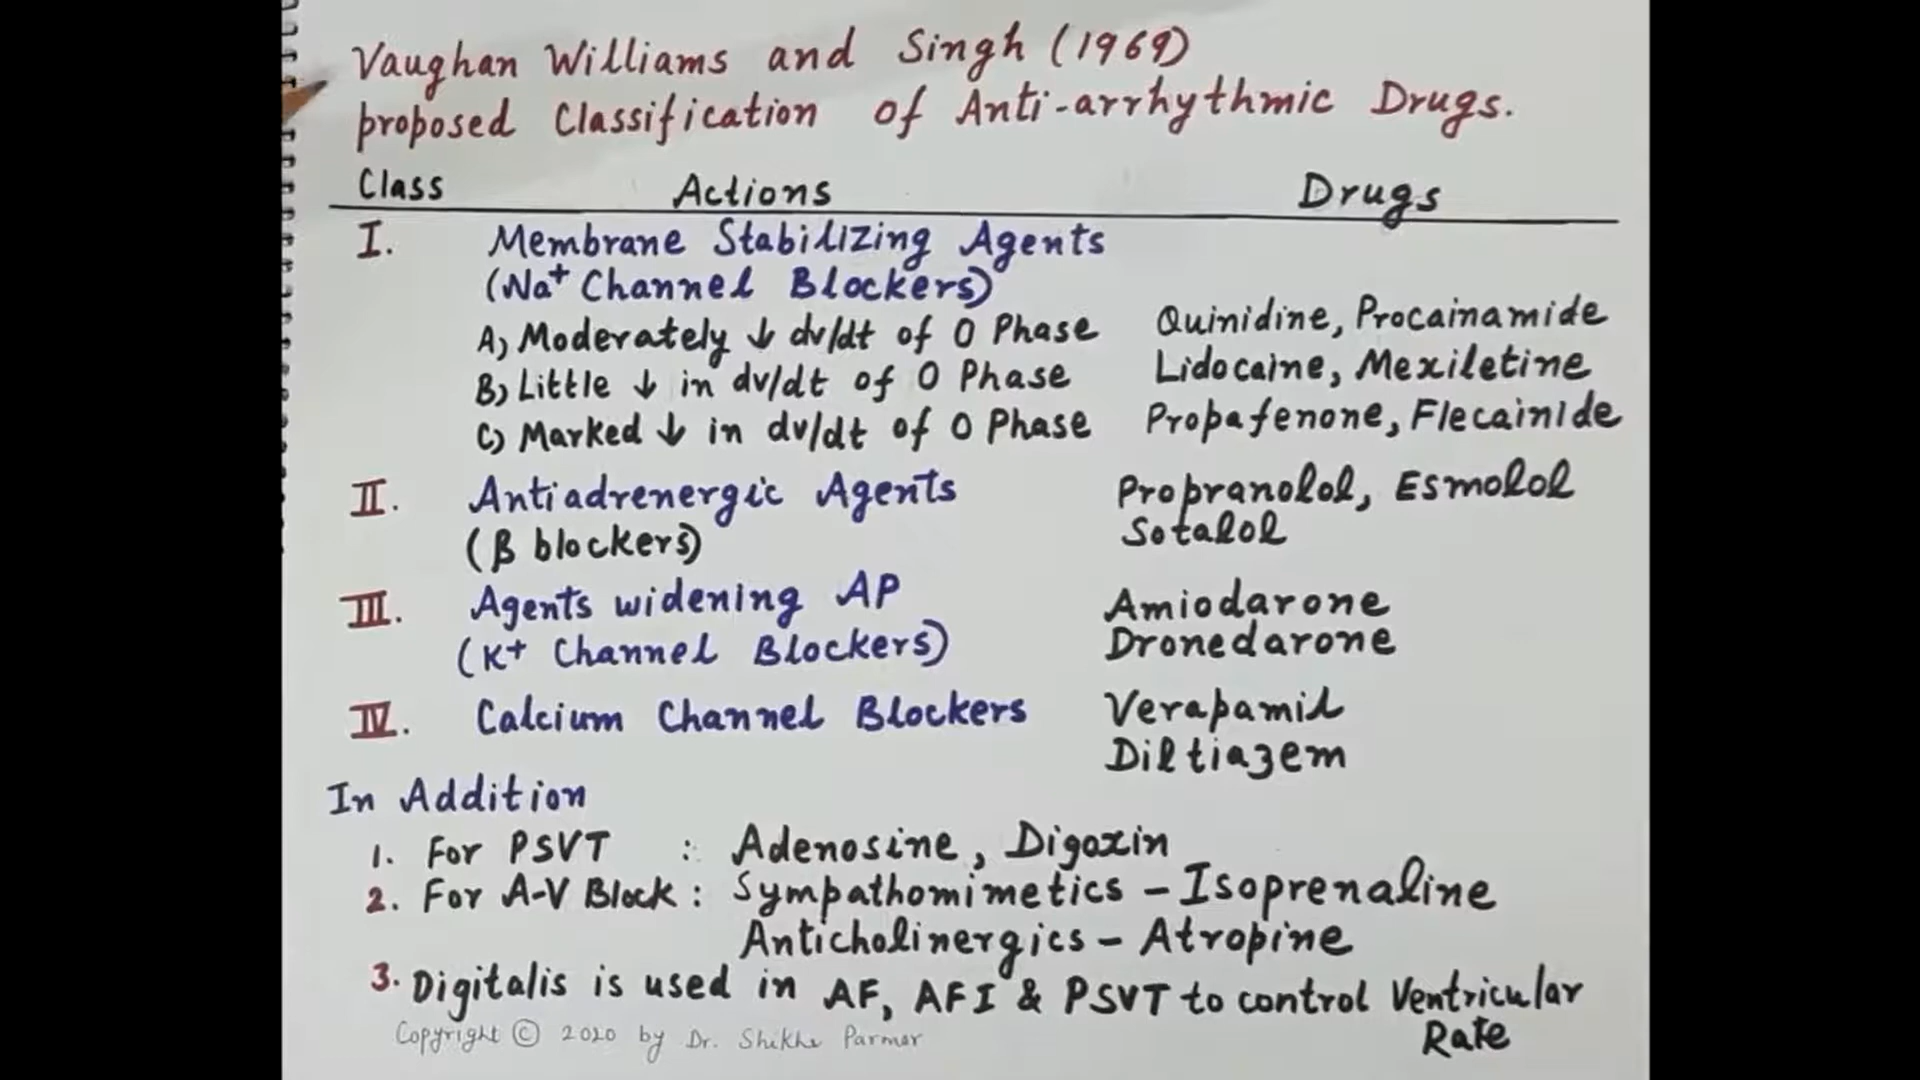 Vaughan Williams and Singh (1969)
proposed Classification of Anti-arrhythmic Drugs.
Class Actions Drugs
I. Membrane Stabilizing Agents
(Na+ Channel Blockers)
A) Moderately ↓ dv/dt of 0 Phase Quinidine, Procainamide
B) Little ↓ in dv/dt of 0 Phase Lidocaine, Mexiletine
C) Marked ↓ in dv/dt of 0 Phase Propafenone, Flecainide
II. Antiadrenergic Agents Propranolol, Esmolol
(β blockers) Sotalol
III. Agents widening AP Amiodarone
(K+ Channel Blockers) Dronedarone
IV. Calcium Channel Blockers Verapamil
Diltiazem
In Addition
1. For PSVT : Adenosine, Digoxin
2. For A-V Block : Sympathomimetics - Isoprenaline
Anticholinergics - Atropine
3. Digitalis is used in AF, AFI & PSVT to control Ventricular
Rate
Copyright © 2020 by Dr. Shikha Parmar